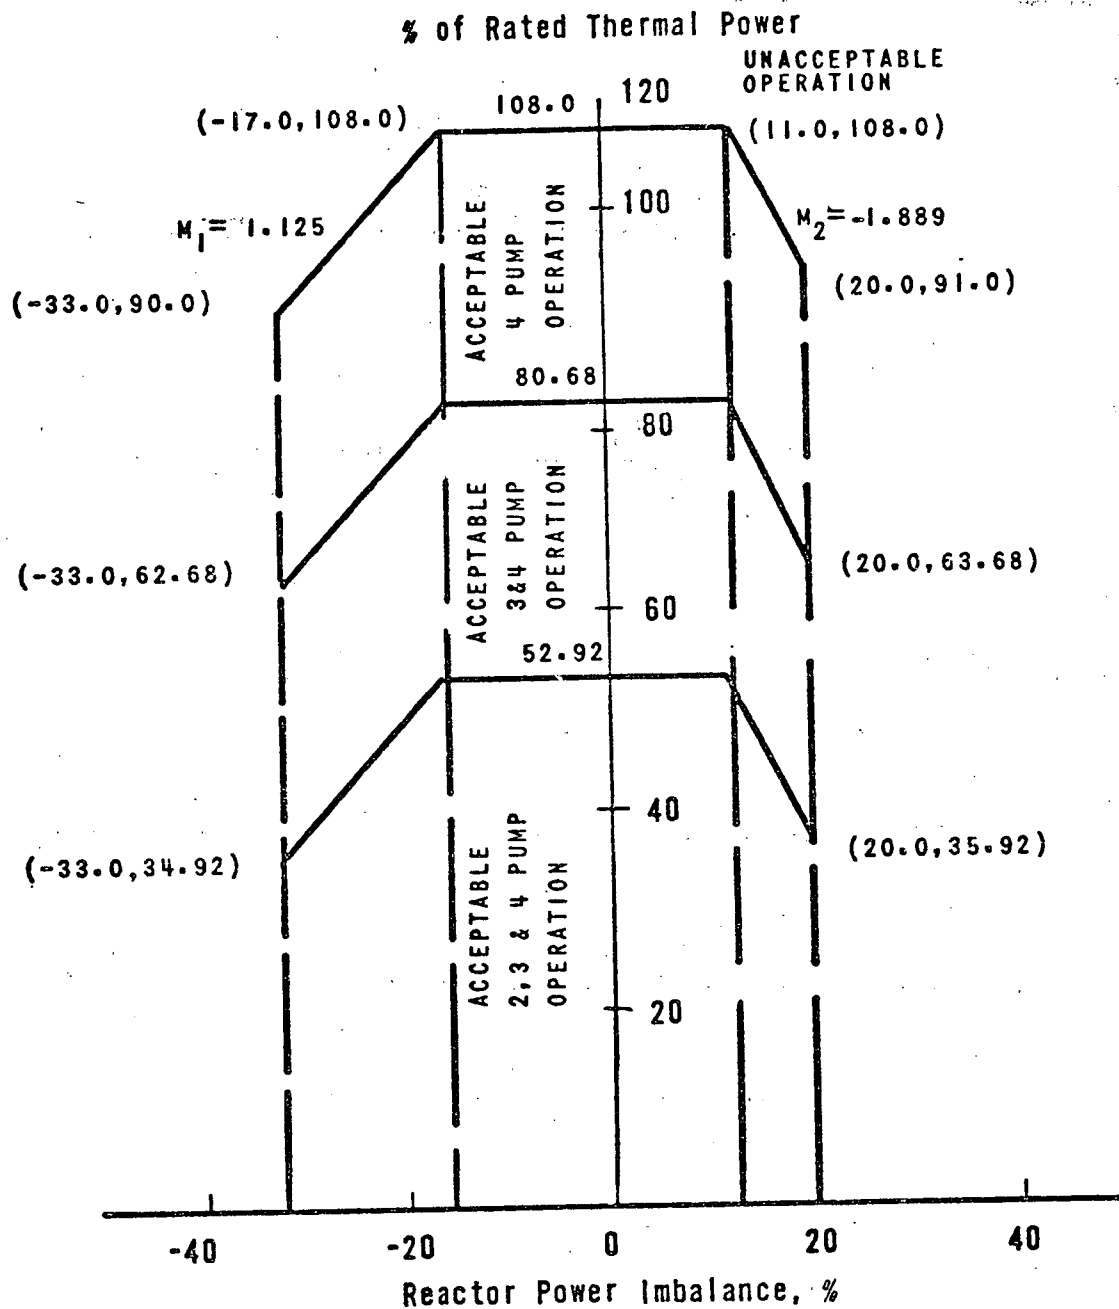 % of Rated Thermal Power
UNACCEPTABLE
OPERATION
108.0
120
(-17.0,108.0)
(11.0,108.0)
100
M1= 1.125
M2=-1.889
ACCEPTABLE
4 PUMP
OPERATION
(-33.0,90.0)
(20.0,91.0)
80.68
80
ACCEPTABLE
3&4 PUMP
OPERATION
(-33.0,62.68)
(20.0,63.68)
60
52.92
40
(-33.0,34.92)
(20.0,35.92)
ACCEPTABLE
2,3 & 4 PUMP
OPERATION
20
-40 -20 0 20 40
Reactor Power Imbalance, %